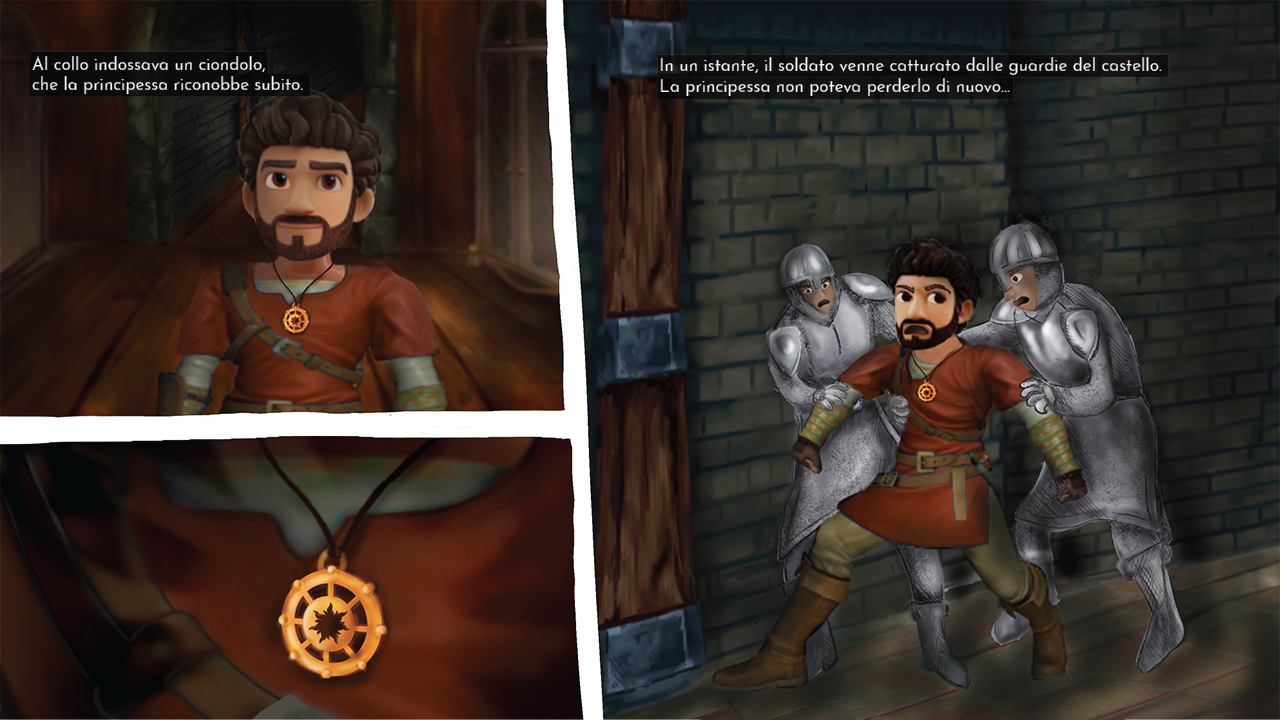 Al collo indossava un ciondolo,
che la principessa riconobbe subito.
In un istante, il soldato venne catturato dalle guardie del castello.
La principessa non poteva perderlo di nuovo...